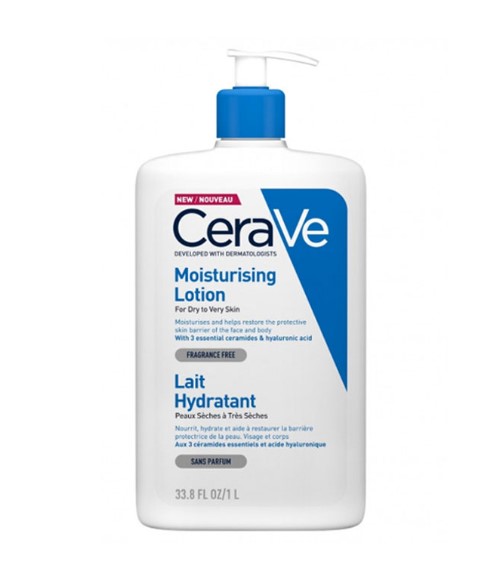 NEW / NOUVEAU
CeraVe
DEVELOPED WITH DERMATOLOGISTS
Moisturising
Lotion
For Dry to Very Skin
Moisturises and helps restore the protective
skin barrier of the face and body
With 3 essential ceramides & hyaluronic acid
FRAGRANCE FREE
Lait
Hydratant
Peaux Sèches à Très Sèches
Nourrit, hydrate et aide à restaurer la barrière
protectrice de la peau. Visage et corps
Aux 3 céramides essentiels et acide hyaluronique
SANS PARFUM
33.8 FL OZ/1 L